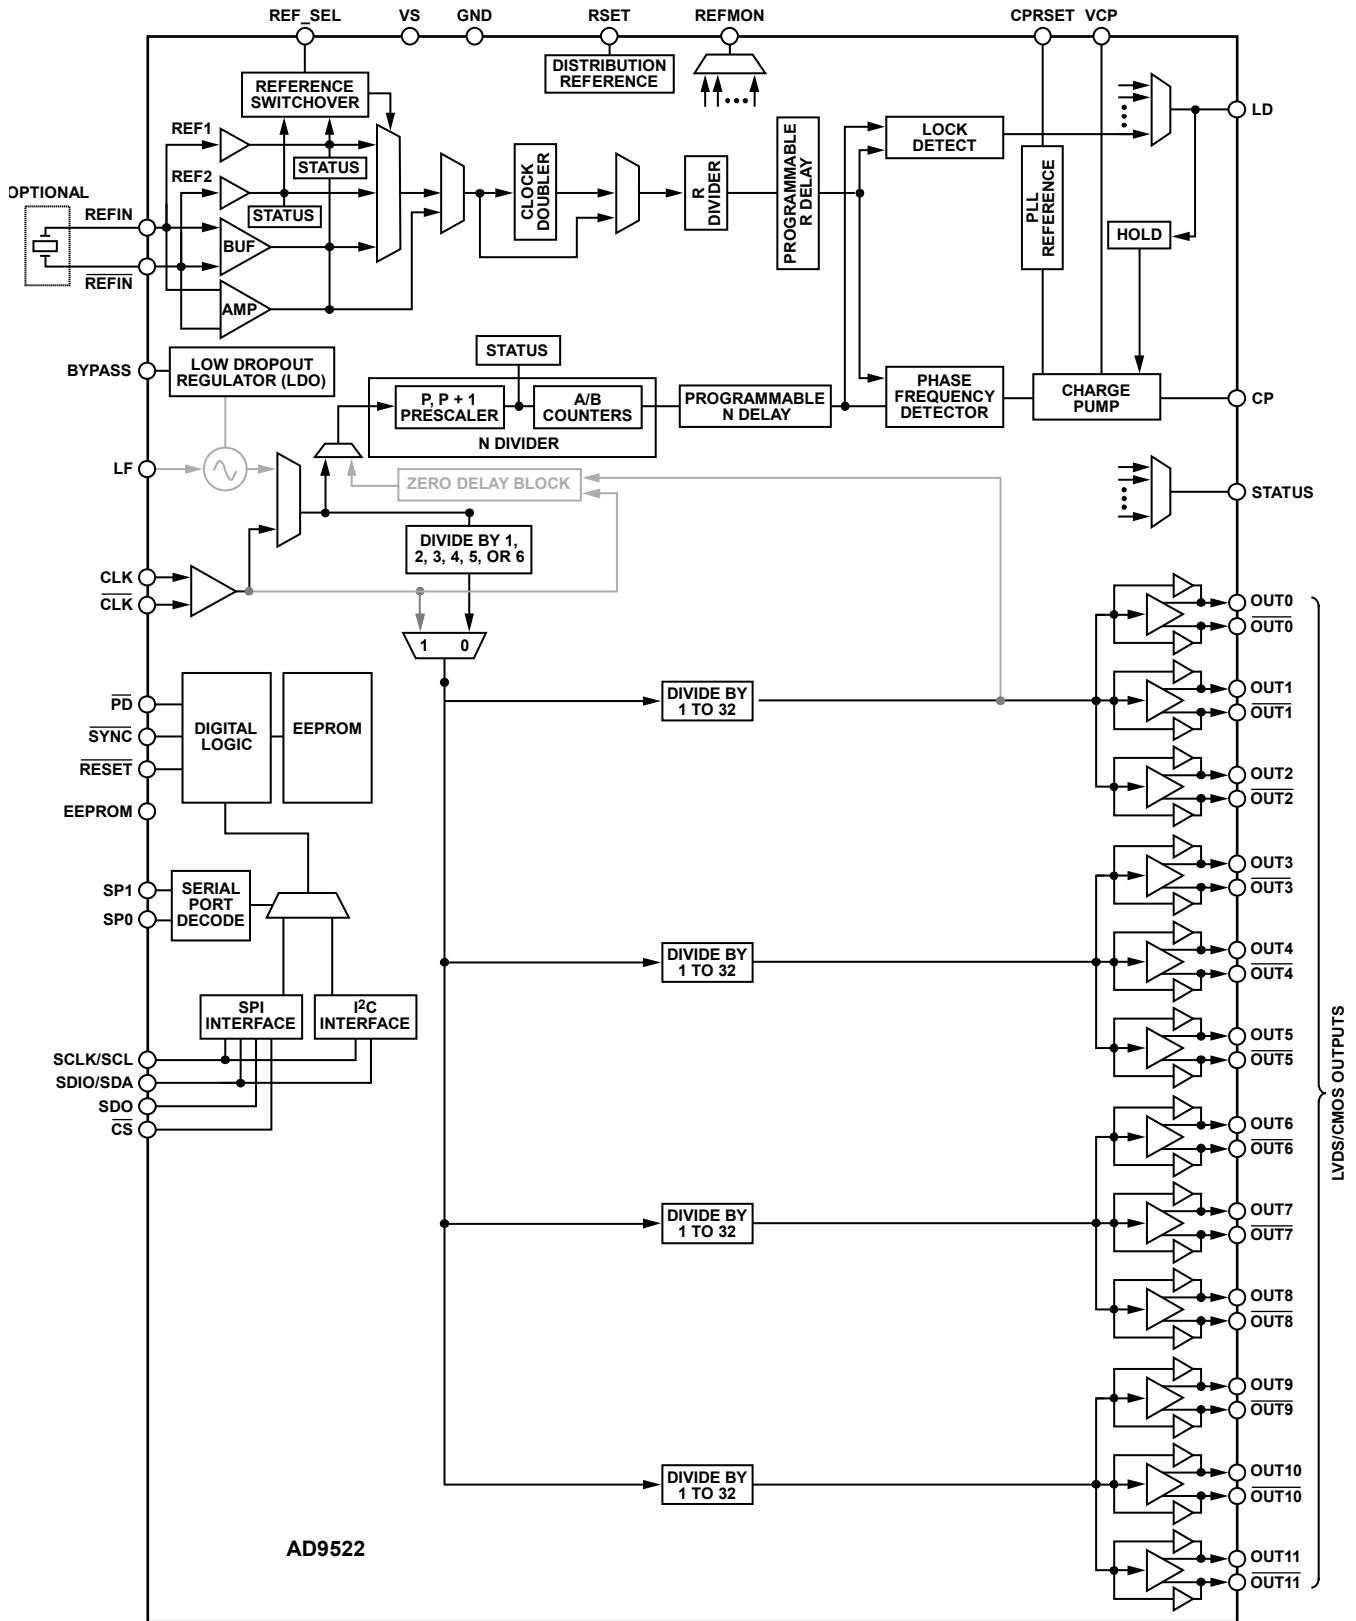 REF_SEL
VS
GND
RSET
REFMON
CPRSET
VCP
DISTRIBUTION
REFERENCE
REFERENCE
SWITCHOVER
LD
REF1
LOCK
DETECT
PROGRAMMABLE
R DELAY
STATUS
REF2
CLOCK
DOUBLER
R
DIVIDER
PLL
REFERENCE
OPTIONAL
STATUS
REFIN
HOLD
BUF
REFIN
AMP
STATUS
BYPASS
LOW DROPOUT
REGULATOR (LDO)
P, P + 1
PRESCALER
A/B
COUNTERS
N DIVIDER
PROGRAMMABLE
N DELAY
PHASE
FREQUENCY
DETECTOR
CHARGE
PUMP
CP
LF
ZERO DELAY BLOCK
STATUS
DIVIDE BY 1,
2, 3, 4, 5, OR 6
CLK
CLK
OUT0
OUT0
1 0
DIVIDE BY
1 TO 32
OUT1
OUT1
PD
SYNC
RESET
DIGITAL
LOGIC
EEPROM
OUT2
OUT2
EEPROM
OUT3
OUT3
SP1
SP0
SERIAL
PORT
DECODE
DIVIDE BY
1 TO 32
OUT4
OUT4
SPI
INTERFACE
I2C
INTERFACE
OUT5
OUT5
SCLK/SCL
SDIO/SDA
SDO
CS
LVDS/CMOS OUTPUTS
OUT6
OUT6
DIVIDE BY
1 TO 32
OUT7
OUT7
OUT8
OUT8
OUT9
OUT9
DIVIDE BY
1 TO 32
OUT10
OUT10
AD9522
OUT11
OUT11